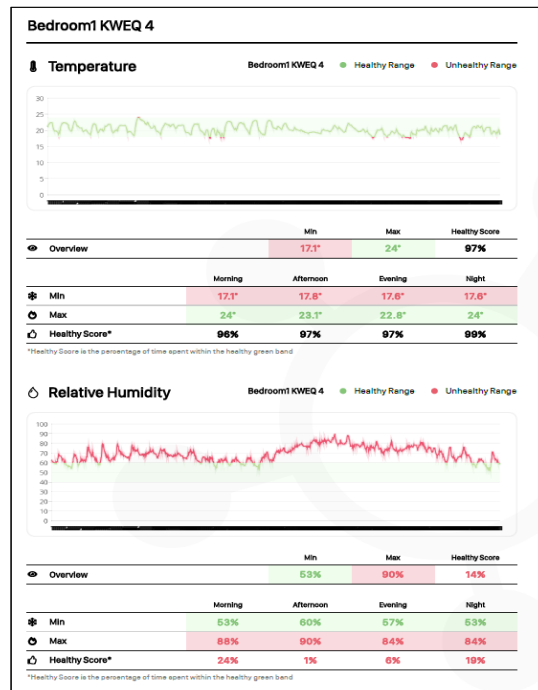 Bedroom1 KWEQ 4
Temperature
Bedroom1 KWEQ 4 Healthy Range Unhealthy Range
30
25
20
15
10
5
0
Min Max Healthy Score
Overview 17.1° 24° 97%
Morning Afternoon Evening Night
Min 17.1° 17.8° 17.6° 17.6°
Max 24° 23.1° 22.8° 24°
Healthy Score* 96% 97% 97% 99%
*Healthy Score is the percentage of time spent within the healthy green band
Relative Humidity
Bedroom1 KWEQ 4 Healthy Range Unhealthy Range
100
90
80
70
60
50
40
30
20
10
0
Min Max Healthy Score
Overview 53% 90% 14%
Morning Afternoon Evening Night
Min 53% 60% 57% 53%
Max 88% 90% 84% 84%
Healthy Score* 24% 1% 6% 19%
*Healthy Score is the percentage of time spent within the healthy green band